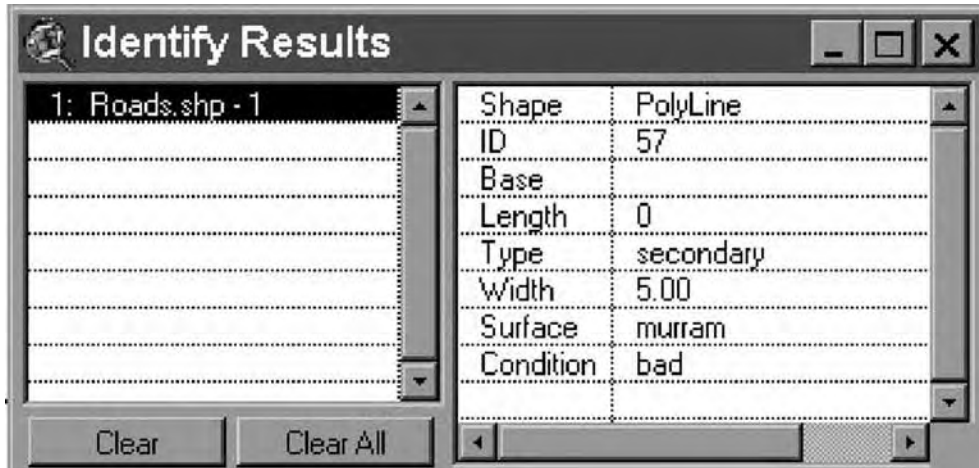 Identify Results
1: Roads.shp - 1
Shape PolyLine
ID 57
Base
Length 0
Type secondary
Width 5.00
Surface murram
Condition bad
Clear Clear All